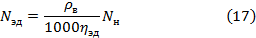 Nэд = ρв / 1000ηэд Nн (17)